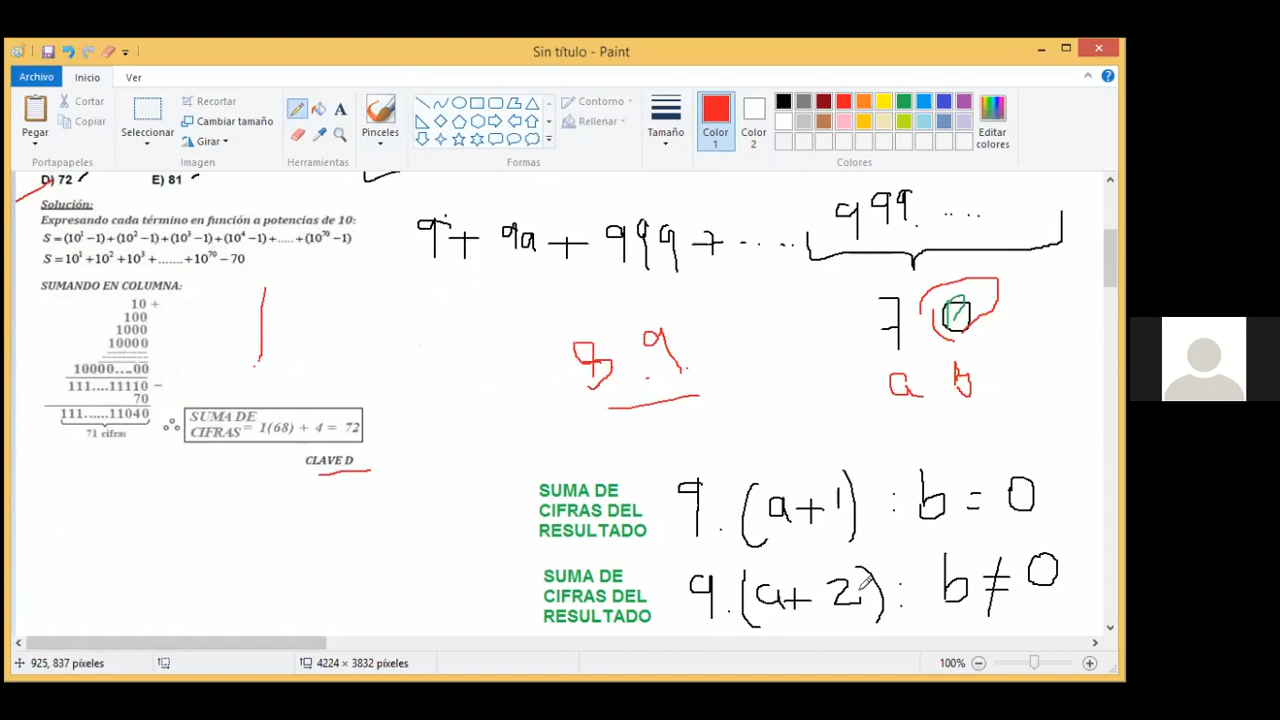 Sin título - Paint
Archivo
Inicio
Ver
Pegar
Cortar
Copiar
Portapapeles
Seleccionar
Recortar
Cambiar tamaño
Girar
Imagen
A
Herramientas
Pinceles
Contorno
Rellenar
Formas
Tamaño
Color 1
Color 2
Editar colores
Colores
D) 72
E) 81
Solución:
Expresando cada término en función a potencias de 10:
S = (10¹ −1)+(10² −1)+(10³ −1)+(10⁴ −1)+.....+(10⁷⁰ −1)
S = 10¹ +10² +10³ +.......+10⁷⁰ − 70
SUMANDO EN COLUMNA:
10 +
100
1000
10000
10000....00
111....11110 −
70
111......11040
71 cifras
∴ SUMA DE CIFRAS = 1(68) + 4 = 72
CLAVE D
9 + 99 + 999 + .... 999....
70
a b
8 . 9 .
SUMA DE
CIFRAS DEL
RESULTADO
9 . (a+1) : b = 0
SUMA DE
CIFRAS DEL
RESULTADO
9 . (a+2) : b ≠ 0
925, 837 píxeles
4224 × 3832 píxeles
100%